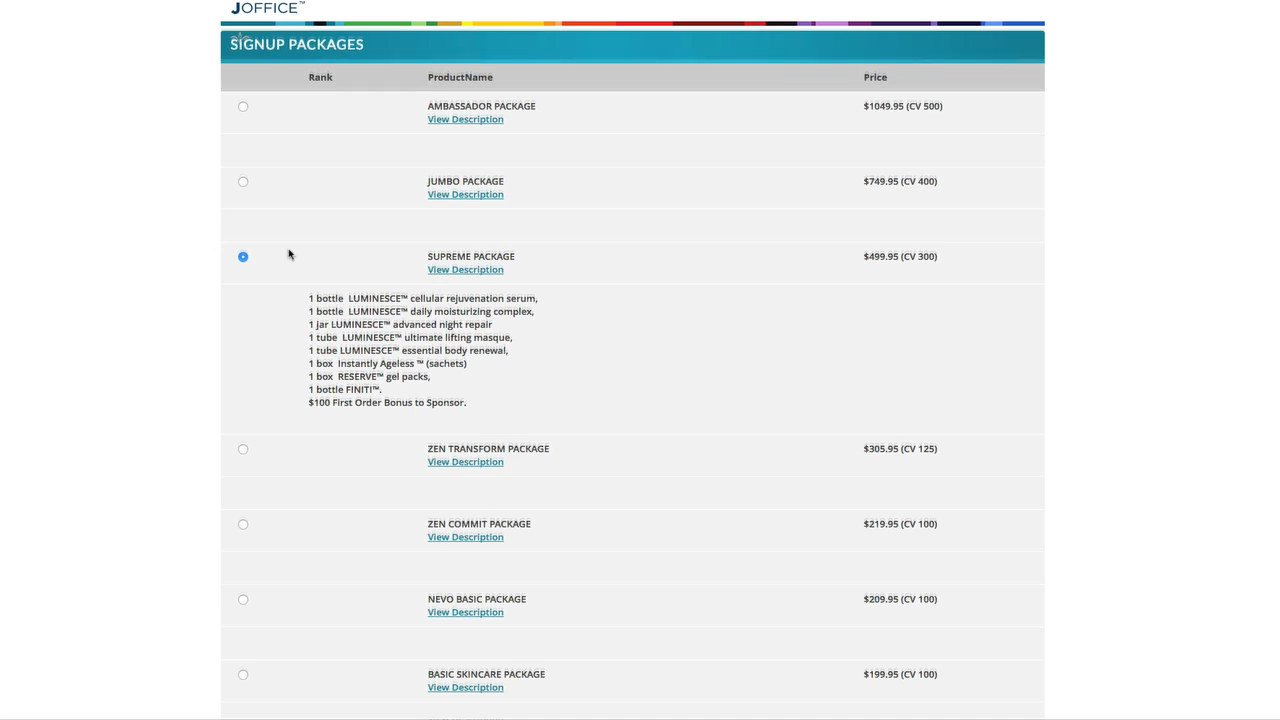 JOFFICE™
SIGNUP PACKAGES
Rank ProductName Price
AMBASSADOR PACKAGE $1049.95 (CV 500)
View Description
JUMBO PACKAGE $749.95 (CV 400)
View Description
SUPREME PACKAGE $499.95 (CV 300)
View Description
1 bottle LUMINESCE™ cellular rejuvenation serum,
1 bottle LUMINESCE™ daily moisturizing complex,
1 jar LUMINESCE™ advanced night repair
1 tube LUMINESCE™ ultimate lifting masque,
1 tube LUMINESCE™ essential body renewal,
1 box Instantly Ageless ™ (sachets)
1 box RESERVE™ gel packs,
1 bottle FINITI™.
$100 First Order Bonus to Sponsor.
ZEN TRANSFORM PACKAGE $305.95 (CV 125)
View Description
ZEN COMMIT PACKAGE $219.95 (CV 100)
View Description
NEVO BASIC PACKAGE $209.95 (CV 100)
View Description
BASIC SKINCARE PACKAGE $199.95 (CV 100)
View Description